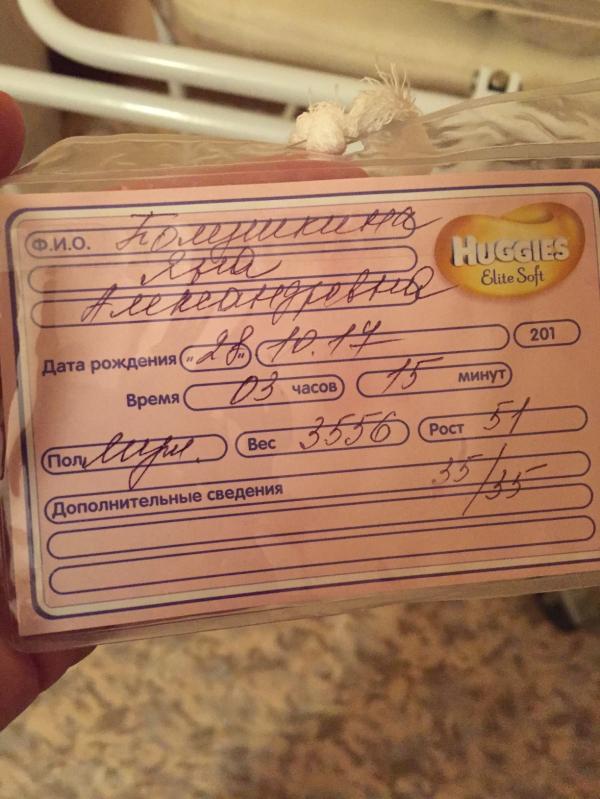 Ф.И.О. Болушкина
Яна
Александровна
HUGGIES
Elite Soft
Дата рождения "28" 10.17 201
Время 03 часов 15 минут
Пол муж. Вес 3556 Рост 51
35/35
Дополнительные сведения